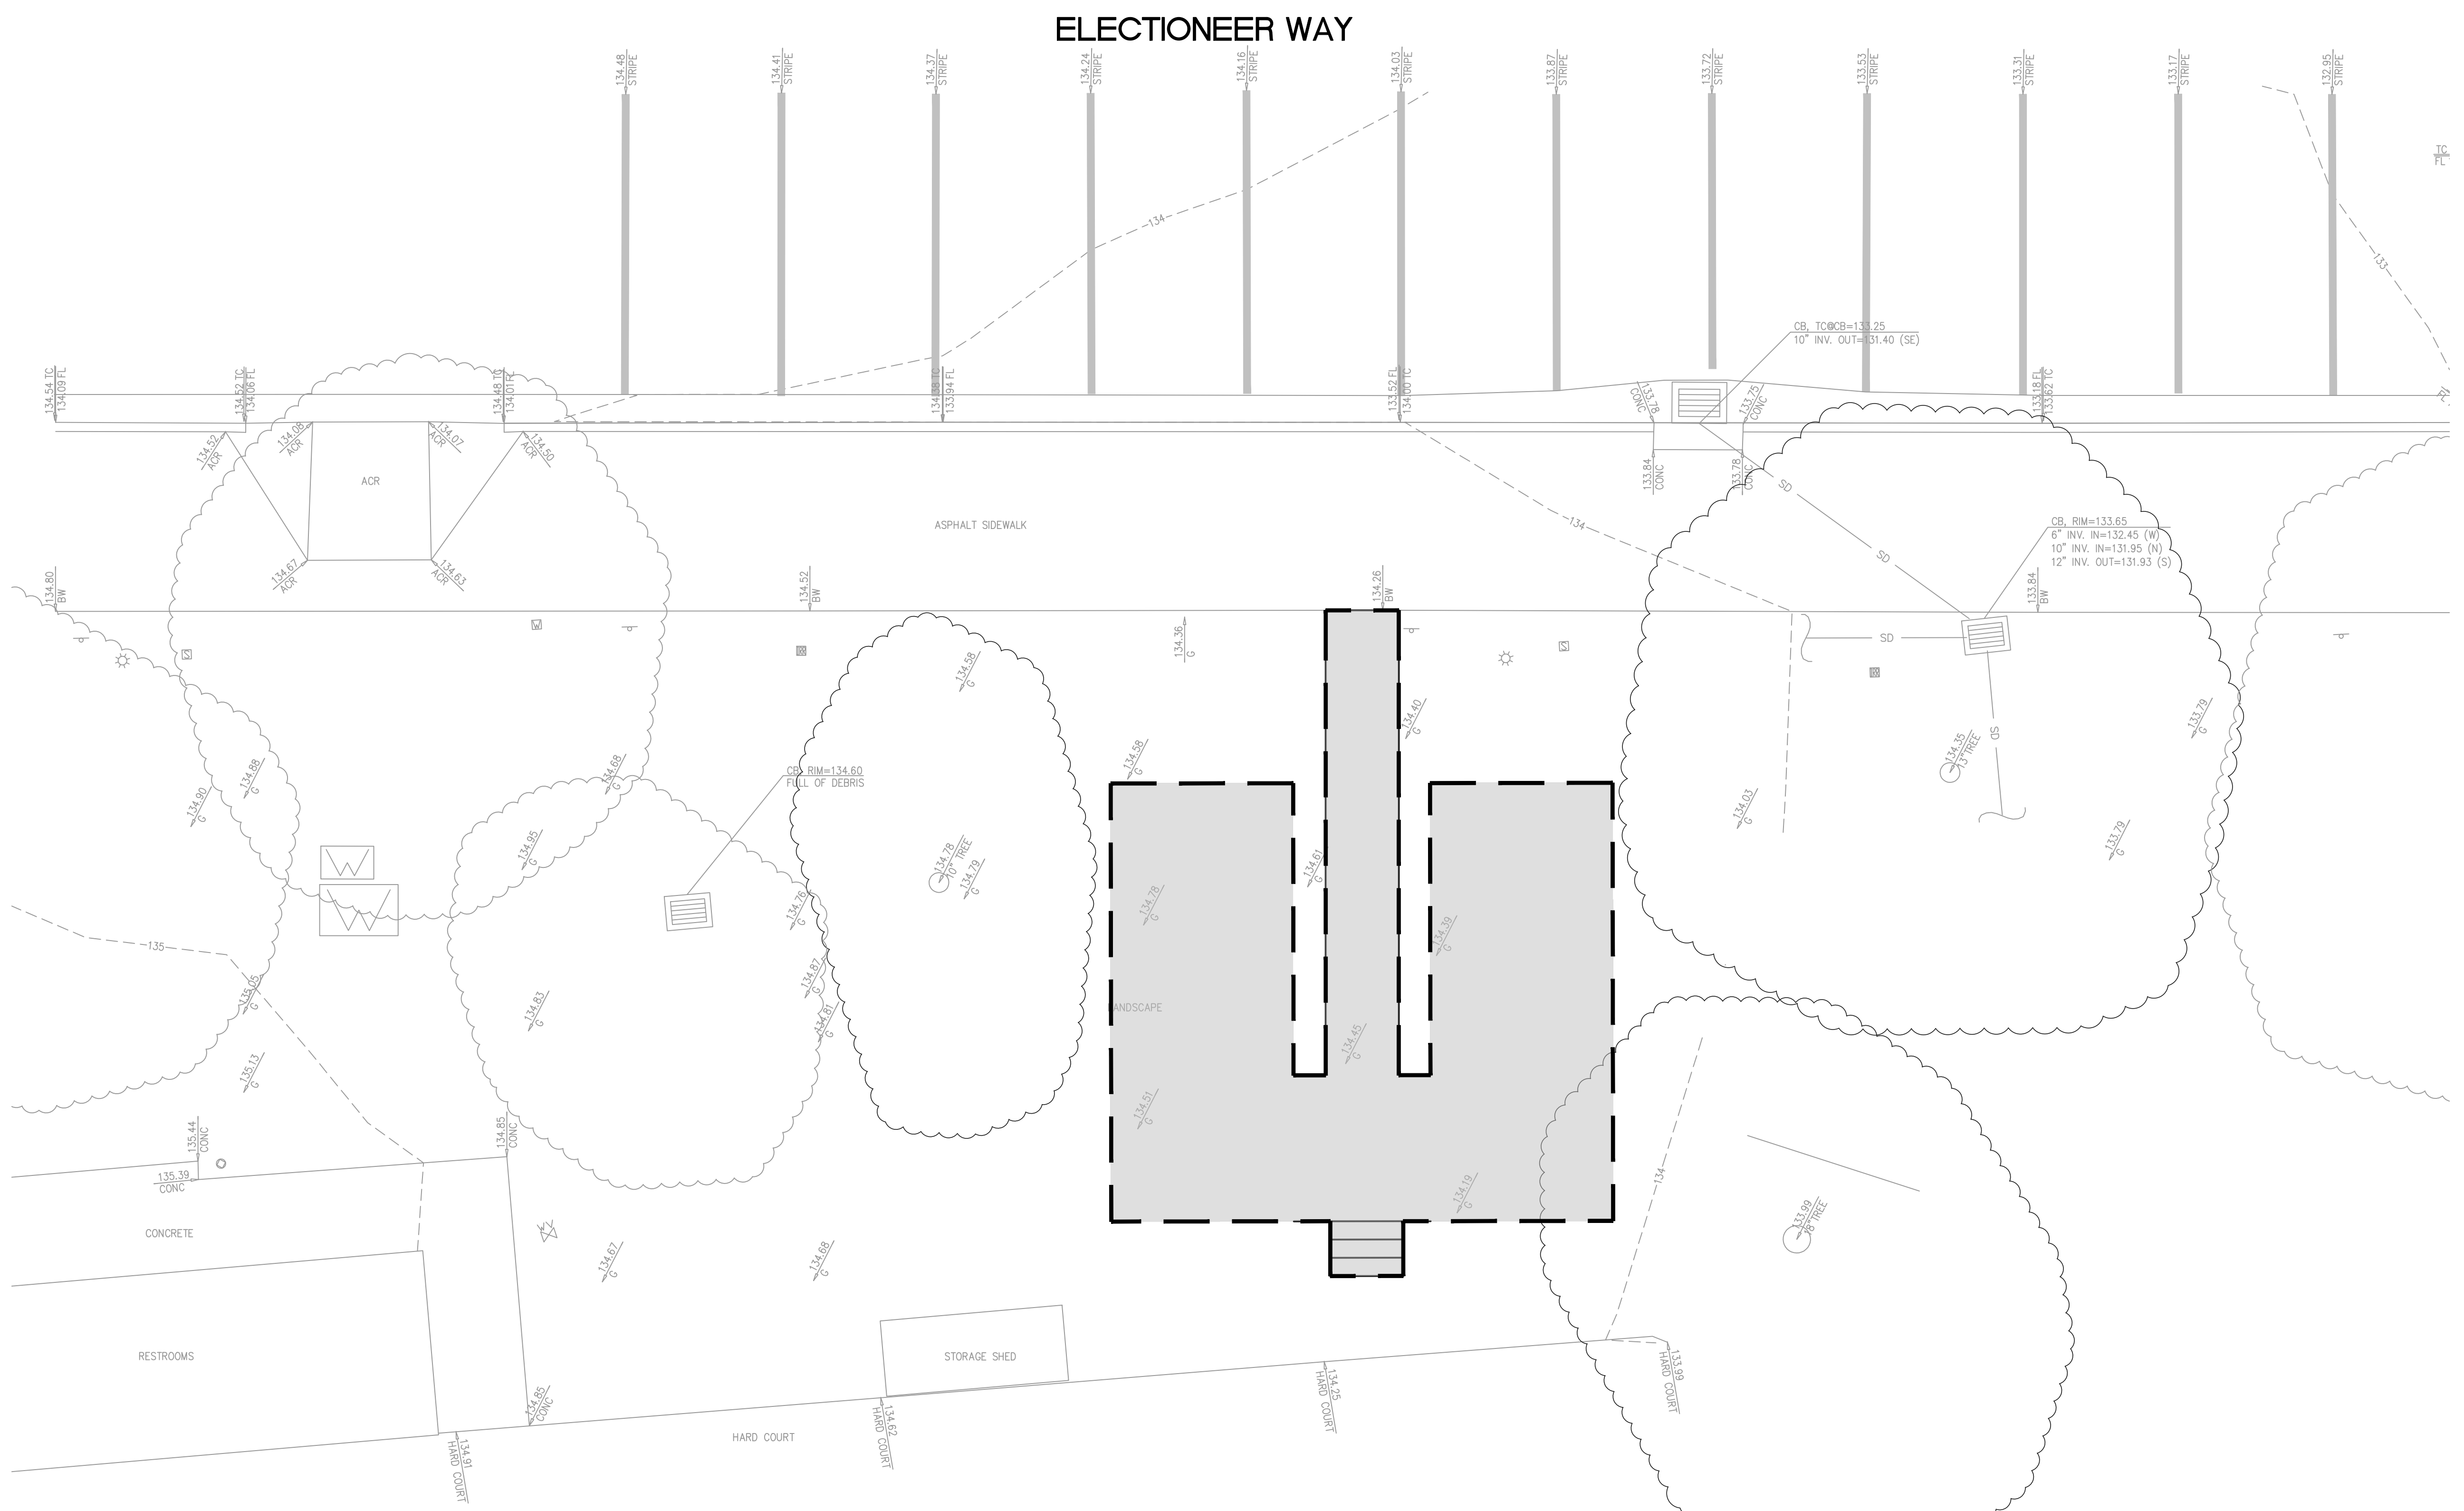 ELECTIONEER WAY
134.48
STRIPE
134.41
STRIPE
134.37
STRIPE
134.24
STRIPE
134.16
STRIPE
134.03
STRIPE
133.87
STRIPE
133.72
STRIPE
133.53
STRIPE
133.31
STRIPE
133.17
STRIPE
132.95
STRIPE
TC
FL
134
133
CB, TC@CB=133.25
10" INV. OUT=131.40 (SE)
134.54 TC
134.09 FL
134.52 TC
134.06 FL
134.48 TC
134.01 FL
134.38 TC
133.94 FL
133.52 FL
134.00 TC
133.78
CONC
133.75
CONC
133.18 FL
133.62 TC
FL
134.52
ACR
134.08
ACR
134.07
ACR
134.50
ACR
ACR
133.84
CONC
133.78
CONC
SD
ASPHALT SIDEWALK
134
SD
CB, RIM=133.65
6" INV. IN=132.45 (W)
10" INV. IN=131.95 (N)
12" INV. OUT=131.93 (S)
134.67
ACR
134.63
ACR
134.80
BW
134.52
BW
134.26
BW
133.84
BW
W
S
134.36
G
S
SD
134.58
G
134.40
G
133.79
G
SD
134.88
G
134.90
G
134.68
G
CB, RIM=134.60
FULL OF DEBRIS
134.58
G
134.35
13" TREE
134.03
G
133.79
G
134.95
G
134.78
10" TREE
134.79
G
134.61
G
W
W
134.76
G
134.78
G
134.39
G
135
135.05
G
134.83
G
134.87
G
134.81
G
LANDSCAPE
134.45
G
135.13
G
134.51
G
135.44
CONC
134.85
CONC
135.39
CONC
134.19
G
134
133.99
18" TREE
CONCRETE
134.67
G
134.68
G
RESTROOMS
STORAGE SHED
133.99
HARD COURT
134.25
HARD COURT
134.85
CONC
134.62
HARD COURT
134.91
HARD COURT
HARD COURT